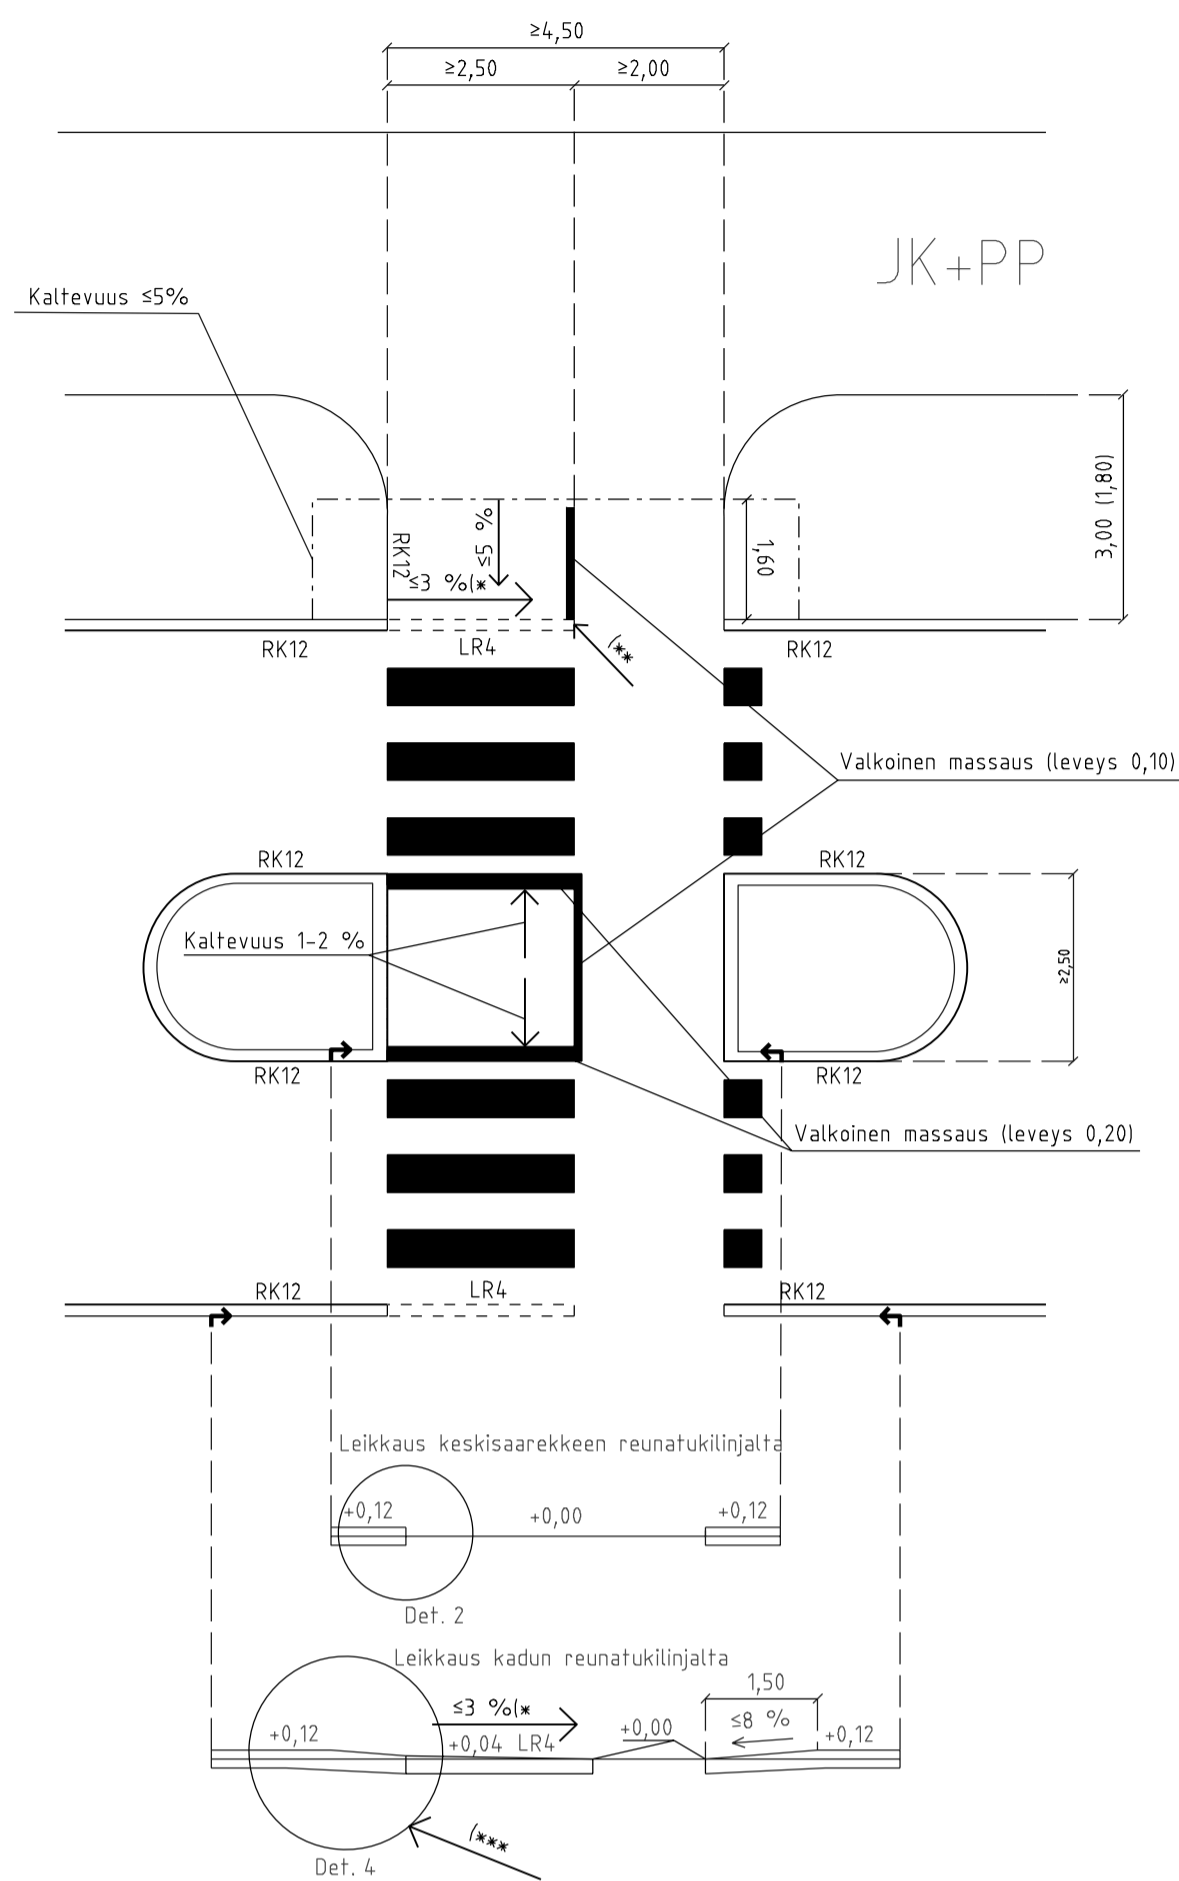 ≥4,50
≥2,50
≥2,00
JK+PP
Kaltevuus ≤5%
3,00 (1,80)
RK12
≤5 %
1,60
≤3 %(*
RK12
LR4
(**
RK12
Valkoinen massaus (leveys 0,10)
RK12
RK12
Kaltevuus 1-2 %
≥2,50
RK12
RK12
Valkoinen massaus (leveys 0,20)
RK12
LR4
RK12
Leikkaus keskisaarekkeen reunatukilinjalta
+0,12
+0,00
+0,12
Det. 2
Leikkaus kadun reunatukilinjalta
1,50
≤3 %(*
≤8 %
+0,12
+0,04 LR4
+0,00
+0,12
(***
Det. 4